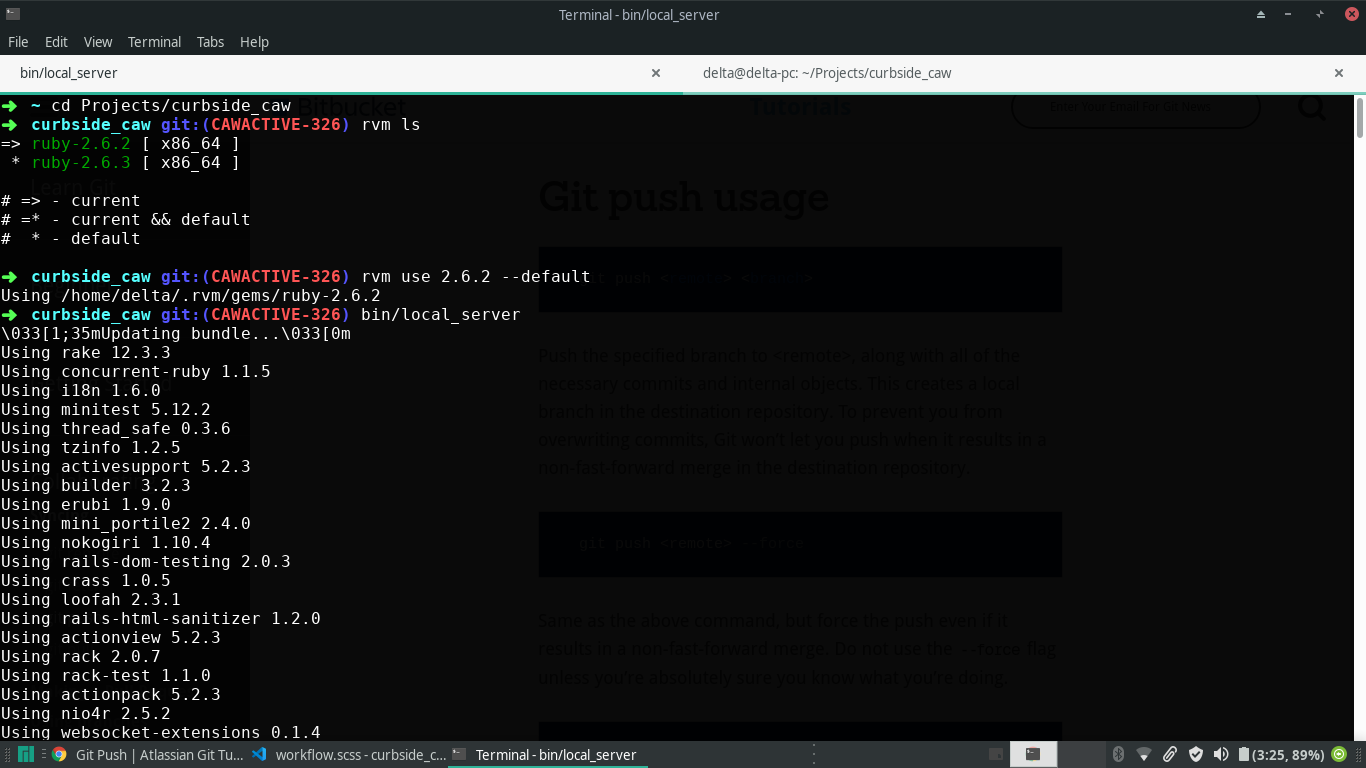 Terminal - bin/local_server
File Edit View Terminal Tabs Help
bin/local_server
delta@delta-pc: ~/Projects/curbside_caw
➜ ~ cd Projects/curbside_caw
➜ curbside_caw git:(CAWACTIVE-326) rvm ls
=> ruby-2.6.2 [ x86_64 ]
* ruby-2.6.3 [ x86_64 ]
# => - current
# =* - current && default
#  * - default
➜ curbside_caw git:(CAWACTIVE-326) rvm use 2.6.2 --default
Using /home/delta/.rvm/gems/ruby-2.6.2
➜ curbside_caw git:(CAWACTIVE-326) bin/local_server
\033[1;35mUpdating bundle...\033[0m
Using rake 12.3.3
Using concurrent-ruby 1.1.5
Using i18n 1.6.0
Using minitest 5.12.2
Using thread_safe 0.3.6
Using tzinfo 1.2.5
Using activesupport 5.2.3
Using builder 3.2.3
Using erubi 1.9.0
Using mini_portile2 2.4.0
Using nokogiri 1.10.4
Using rails-dom-testing 2.0.3
Using crass 1.0.5
Using loofah 2.3.1
Using rails-html-sanitizer 1.2.0
Using actionview 5.2.3
Using rack 2.0.7
Using rack-test 1.1.0
Using actionpack 5.2.3
Using nio4r 2.5.2
Using websocket-extensions 0.1.4
Bitbucket
Tutorials
Enter Your Email For Git News
Learn Git
Git push usage
git push <
Push the specified branch to <remote>, along with all of the
necessary commits and internal objects. This creates a local
branch in the destination repository. To prevent you from
overwriting commits, Git won't let you push when it results in a
non-fast-forward merge in the destination repository.
git push <remote> --force
Same as the above command, but force the push even if it
results in a non-fast-forward merge. Do not use the --force flag
unless you're absolutely sure you know what you're doing.
Git Push | Atlassian Git Tu...
workflow.scss - curbside_c...
Terminal - bin/local_server
(3:25, 89%)